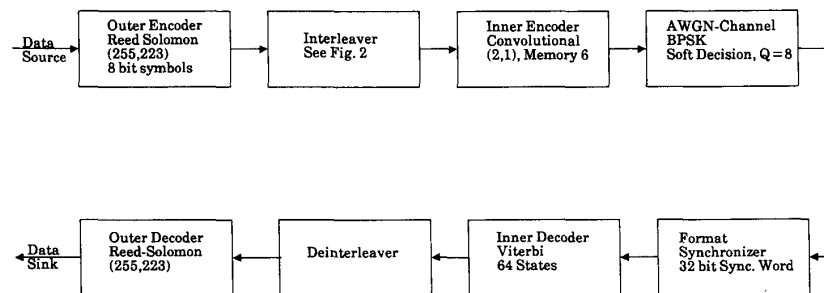 Data
Source
Outer Encoder
Reed Solomon
(255,223)
8 bit symbols
Interleaver
See Fig. 2
Inner Encoder
Convolutional
(2,1), Memory 6
AWGN-Channel
BPSK
Soft Decision, Q=8
Data
Sink
Outer Decoder
Reed-Solomon
(255,223)
Deinterleaver
Inner Decoder
Viterbi
64 States
Format
Synchronizer
32 bit Sync. Word